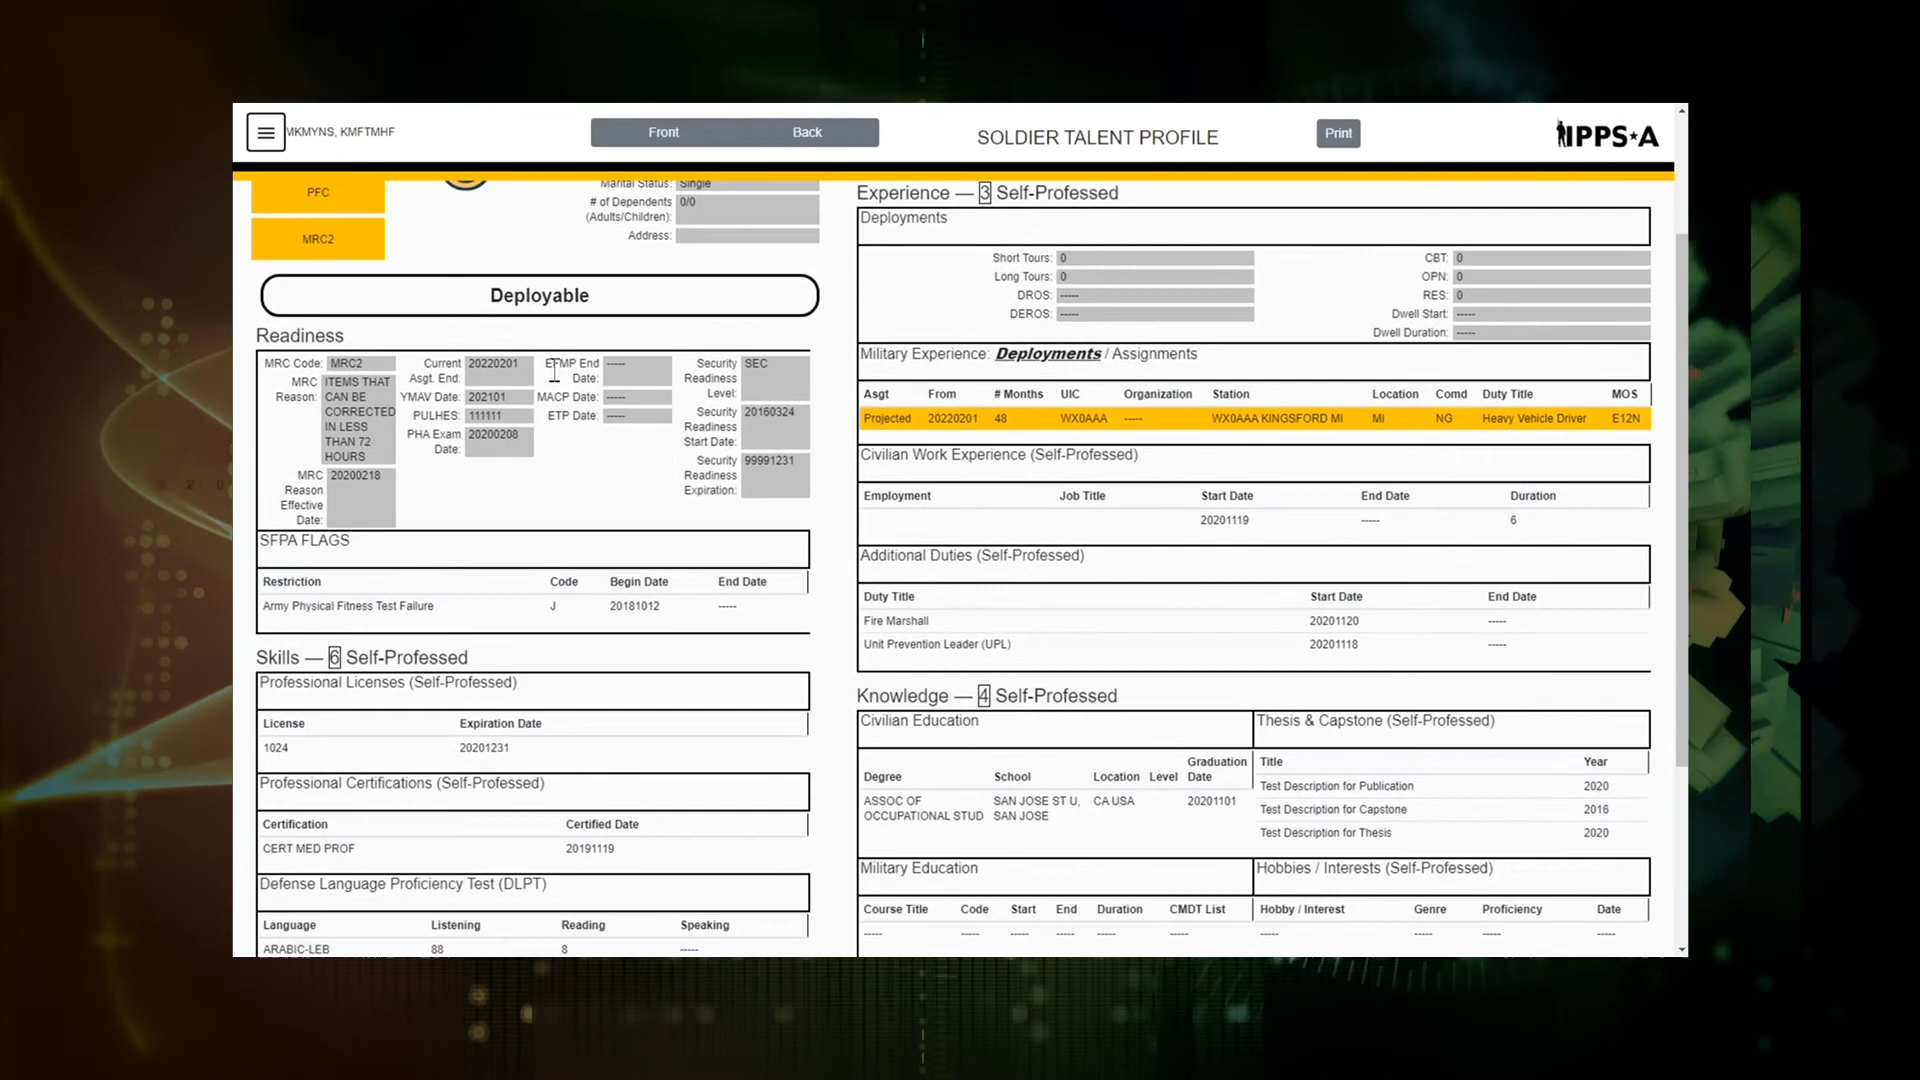 MKMYNS, KMFTMHF
Front Back
SOLDIER TALENT PROFILE
Print
IPPS★A
PFC
MRC2
Marital Status: Single
# of Dependents (Adults/Children): 0/0
Address:
Deployable
Readiness
MRC Code: MRC2
MRC Reason: ITEMS THAT CAN BE CORRECTED IN LESS THAN 72 HOURS
MRC Reason Effective Date: 20200218
Current Asgt. End: 20220201
YMAV Date: 202101
PULHES: 111111
PHA Exam Date: 20200208
EFMP End Date: -----
MACP Date: -----
ETP Date: -----
Security Readiness Level: SEC
Security Readiness Start Date: 20160324
Security Readiness Expiration: 99991231
SFPA FLAGS
Restriction Code Begin Date End Date
Army Physical Fitness Test Failure J 20181012 -----
Skills — 6 Self-Professed
Professional Licenses (Self-Professed)
License Expiration Date
1024 20201231
Professional Certifications (Self-Professed)
Certification Certified Date
CERT MED PROF 20191119
Defense Language Proficiency Test (DLPT)
Language Listening Reading Speaking
ARABIC-LEB 88 8 -----
Experience — 3 Self-Professed
Deployments
Short Tours: 0
Long Tours: 0
DROS: -----
DEROS: -----
CBT: 0
OPN: 0
RES: 0
Dwell Start: -----
Dwell Duration: -----
Military Experience: Deployments / Assignments
Asgt From # Months UIC Organization Station Location Comd Duty Title MOS
Projected 20220201 48 WX0AAA ----- WX0AAA KINGSFORD MI MI NG Heavy Vehicle Driver E12N
Civilian Work Experience (Self-Professed)
Employment Job Title Start Date End Date Duration
20201119 ----- 6
Additional Duties (Self-Professed)
Duty Title Start Date End Date
Fire Marshall 20201120 -----
Unit Prevention Leader (UPL) 20201118 -----
Knowledge — 4 Self-Professed
Civilian Education
Degree School Location Level Graduation Date
ASSOC OF OCCUPATIONAL STUD SAN JOSE ST U, SAN JOSE CA USA 20201101
Thesis & Capstone (Self-Professed)
Title Year
Test Description for Publication 2020
Test Description for Capstone 2016
Test Description for Thesis 2020
Military Education
Course Title Code Start End Duration CMDT List
----- ----- ----- ----- ----- -----
Hobbies / Interests (Self-Professed)
Hobby / Interest Genre Proficiency Date
----- ----- ----- -----